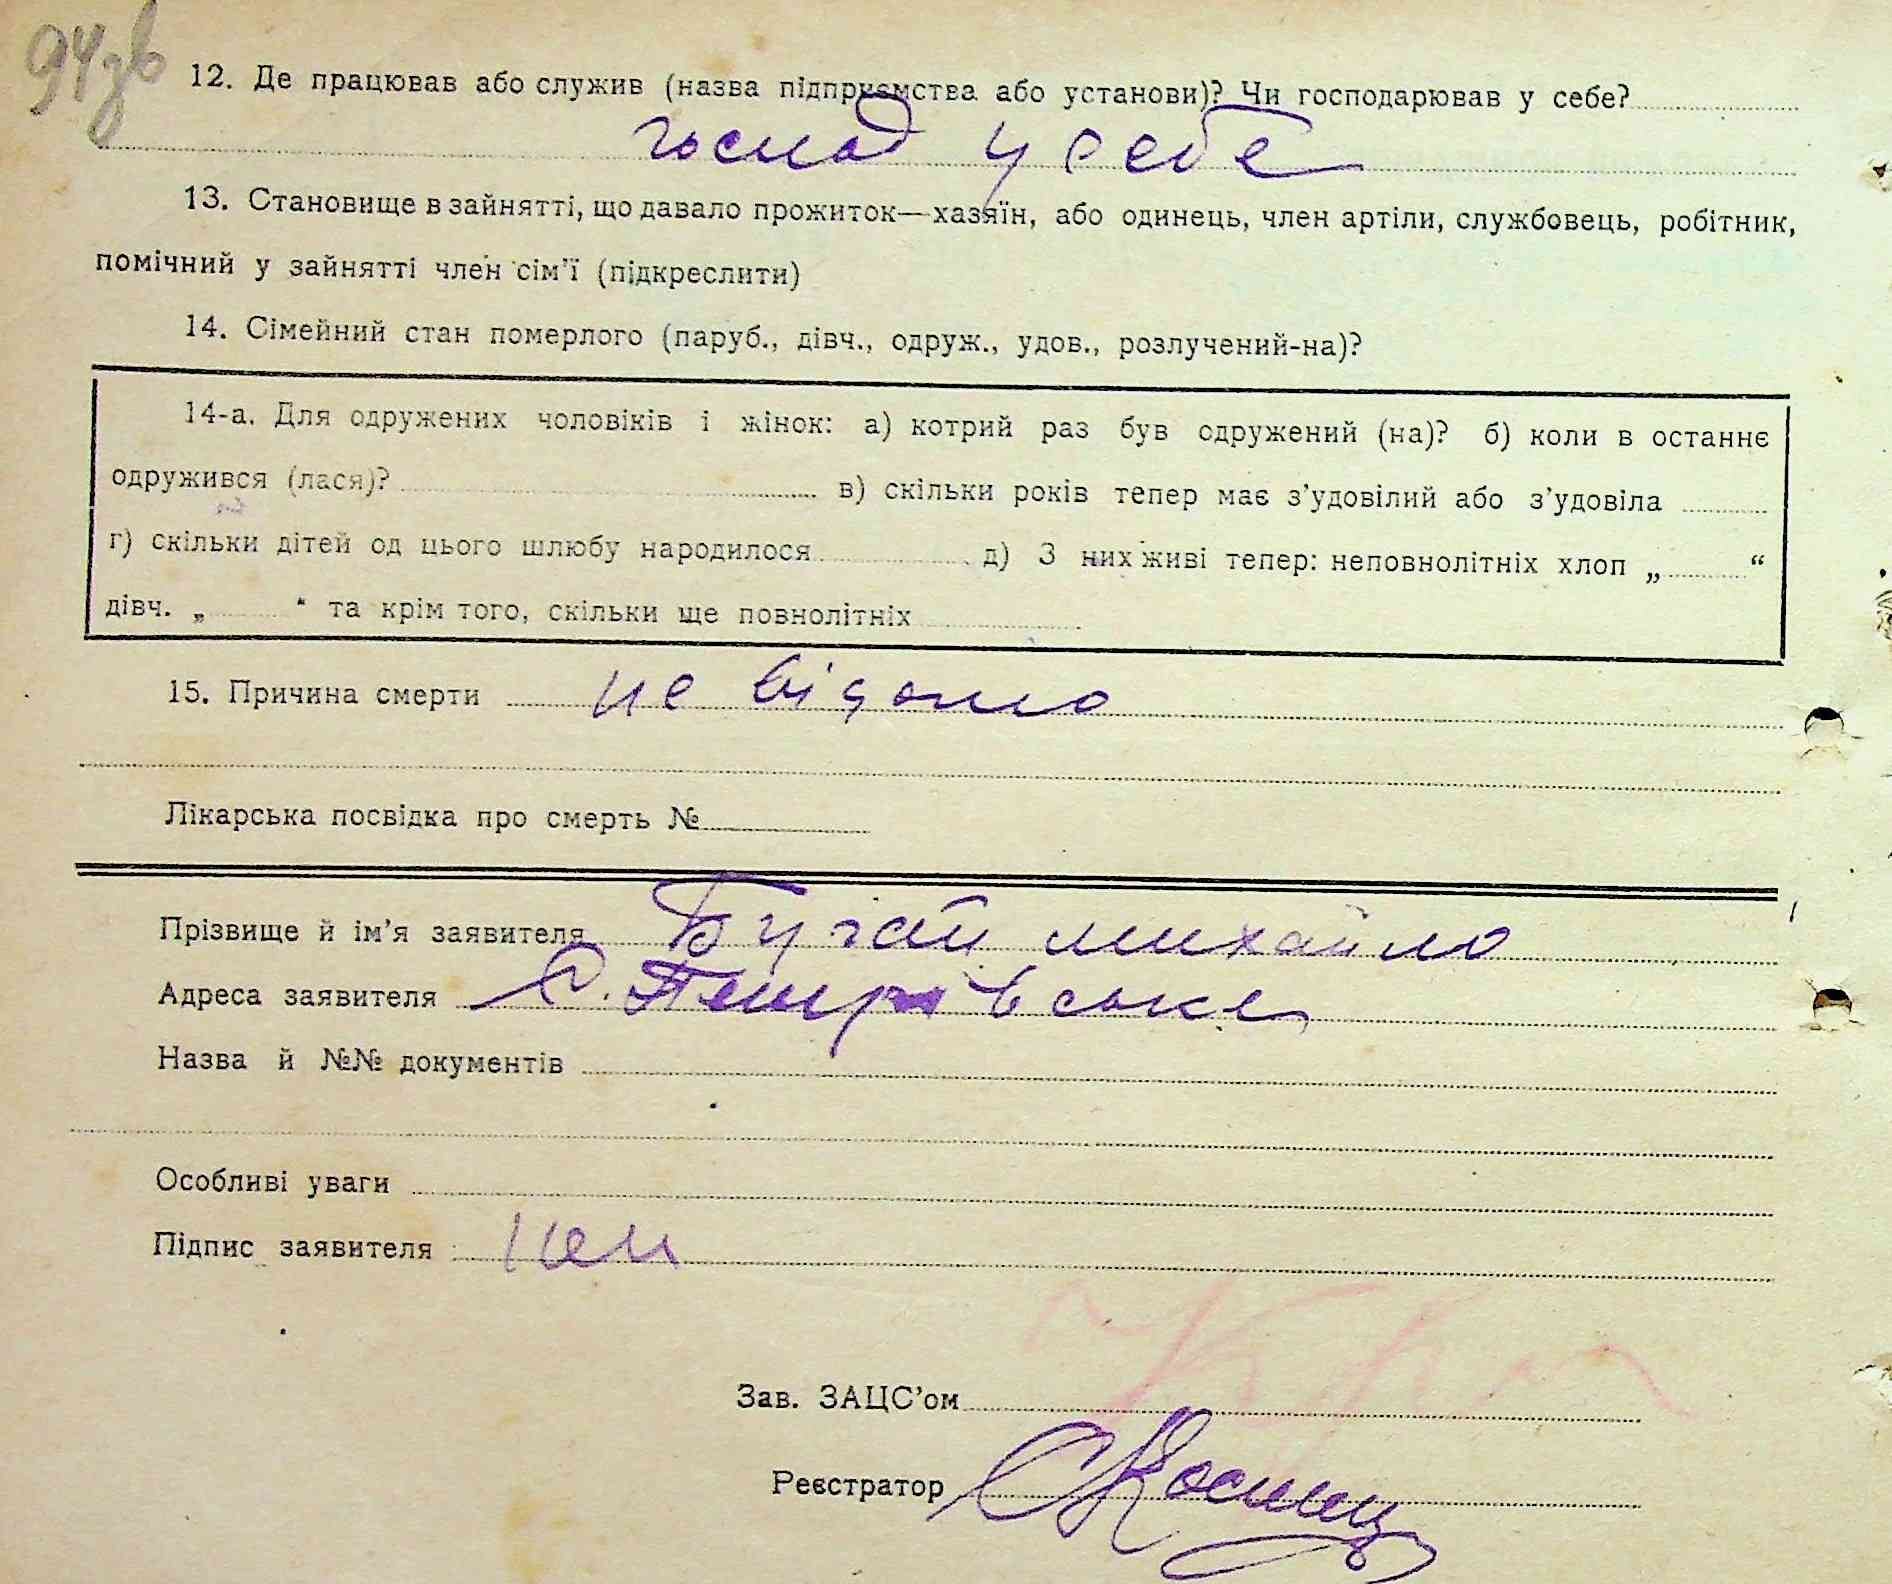 94зв
12. Де працював або служив (назва підприємства або установи)? Чи господарював у себе?
господ у себе
13. Становище в зайнятті, що давало прожиток—хазяїн, або одинець, член артіли, службовець, робітник,
помічний у зайнятті член сім'ї (підкреслити)
14. Сімейний стан померлого (паруб., дівч., одруж., удов., розлучений-на)?
14-а. Для одружених чоловіків і жінок: а) котрий раз був одружений (на)? б) коли в останнє
одружився (лася)? в) скільки років тепер має з'удовілий або з'удовіла
г) скільки дітей од цього шлюбу народилося д) З них живі тепер: неповнолітніх хлоп „ “
дівч. „ “ та крім того, скільки ще повнолітніх
15. Причина смерти не відомо
Лікарська посвідка про смерть №
Прізвище й ім'я заявителя Бугай михайло
Адреса заявителя С. Петрівське
Назва й №№ документів
Особливі уваги
Підпис заявителя
Зав. ЗАЦС'ом
Реєстратор